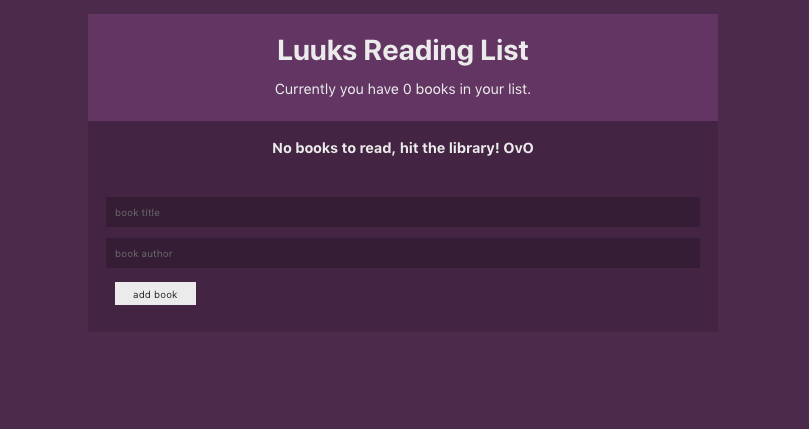 Luuks Reading List
Currently you have 0 books in your list.
No books to read, hit the library! OvO
book title
book author
add book